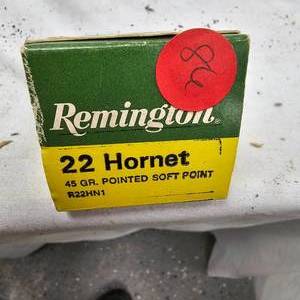 Remington®
22 Hornet
45 GR. POINTED SOFT POINT
R22HN1